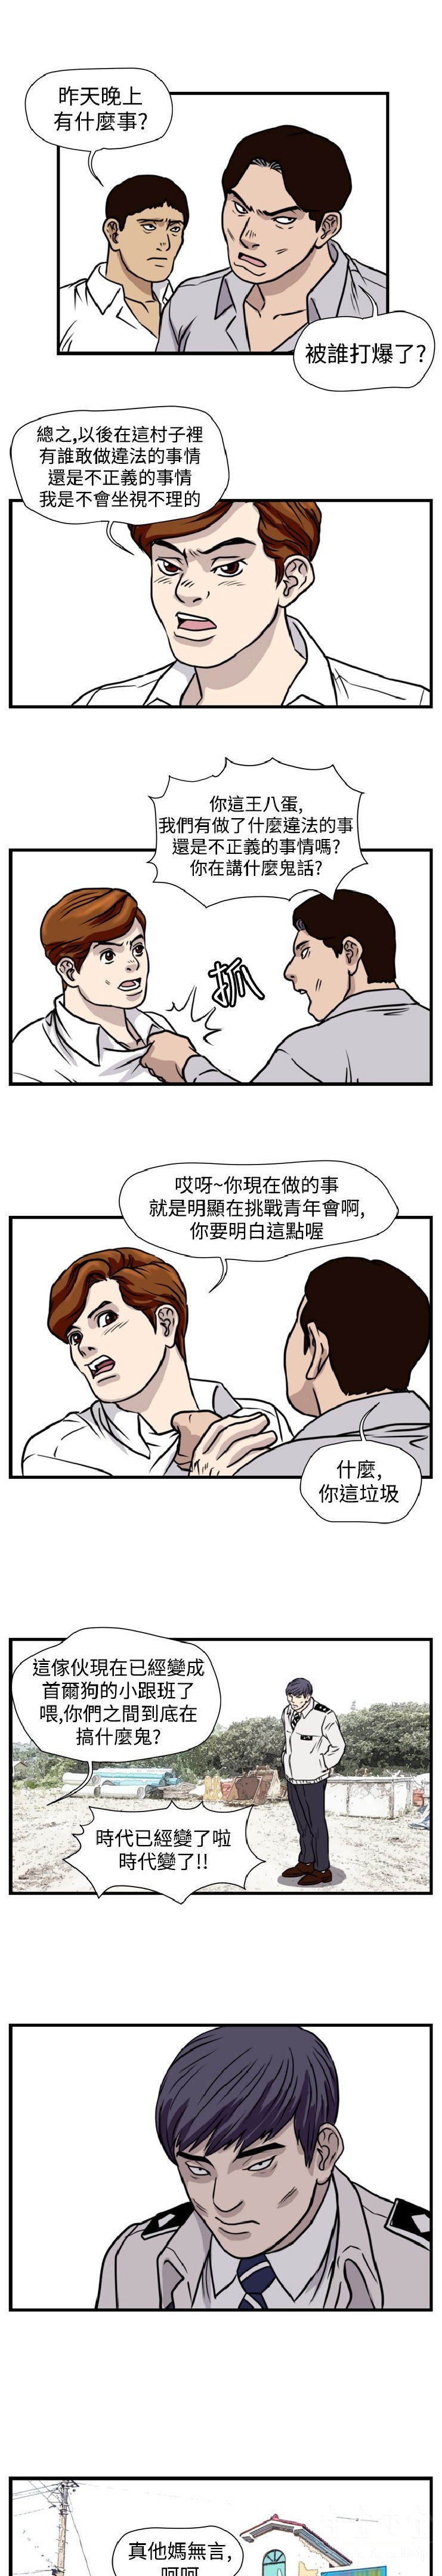 昨天晚上
有什麼事?
被誰打爆了?
總之,以後在這村子裡
有誰敢做違法的事情
還是不正義的事情
我是不會坐視不理的
你這王八蛋,
我們有做了什麼違法的事
還是不正義的事情嗎?
你在講什麼鬼話?
抓
哎呀~你現在做的事
就是明顯在挑戰青年會啊,
你要明白這點喔
什麼,
你這垃圾
這傢伙現在已經變成
首爾狗的小跟班了
喂,你們之間到底在
搞什麼鬼?
時代已經變了啦
時代變了!!
真他媽無言,
呵呵